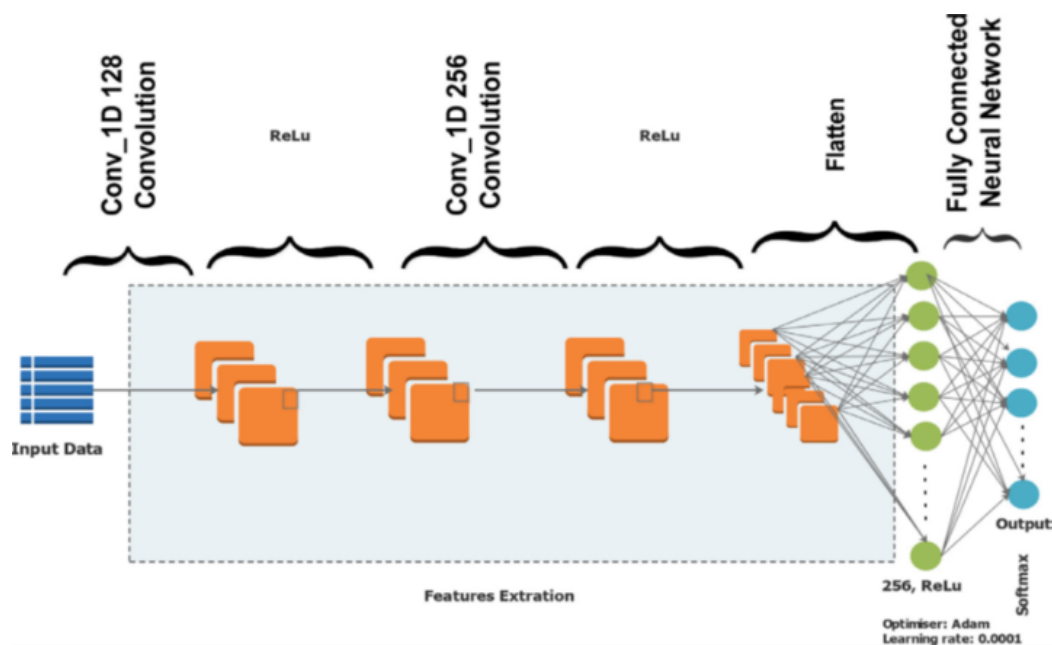 Conv_1D 128
Convolution
ReLu
Conv_1D 256
Convolution
ReLu
Flatten
Fully Connected
Neural Network
Input Data
Output
Softmax
256, ReLu
Features Extration
Optimiser: Adam
Learning rate: 0.0001